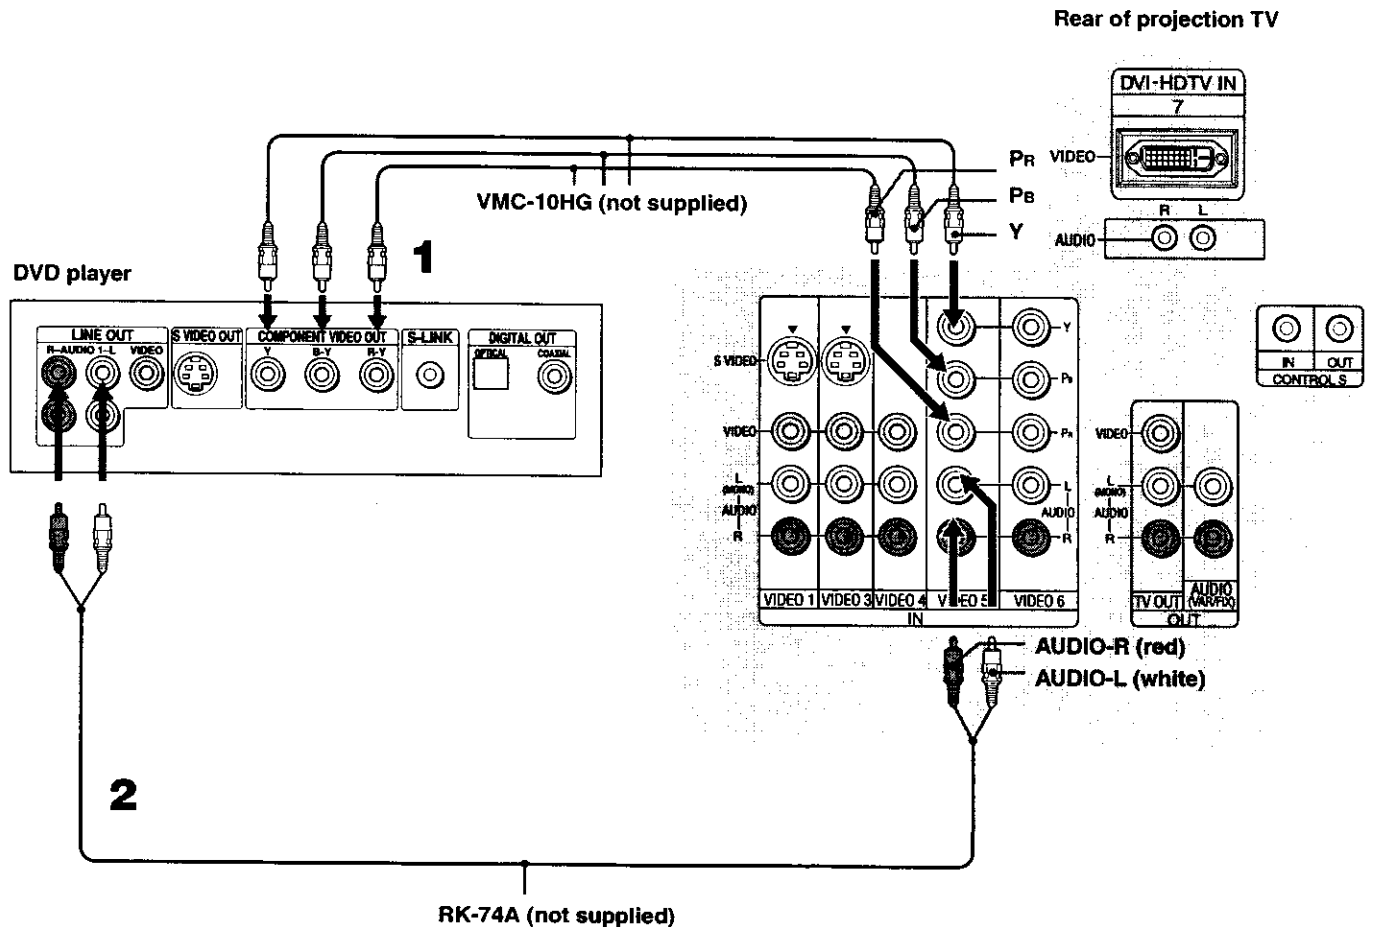 Rear of projection TV
DVI-HDTV IN
7
VIDEO
R L
AUDIO
PR
PB
Y
VMC-10HG (not supplied)
1
DVD player
LINE OUT
R-AUDIO 1-L VIDEO
S VIDEO OUT
COMPONENT VIDEO OUT
Y B-Y R-Y
S-LINK
DIGITAL OUT
OPTICAL COAXIAL
S VIDEO
VIDEO
L
(MONO)
AUDIO
R
Y
PB
PR
L
AUDIO
R
VIDEO 1 VIDEO 3 VIDEO 4 VIDEO 5 VIDEO 6
IN
IN OUT
CONTROL S
VIDEO
L
(MONO)
AUDIO
R
TV OUT
AUDIO
(VAR/FIX)
OUT
AUDIO-R (red)
AUDIO-L (white)
2
RK-74A (not supplied)